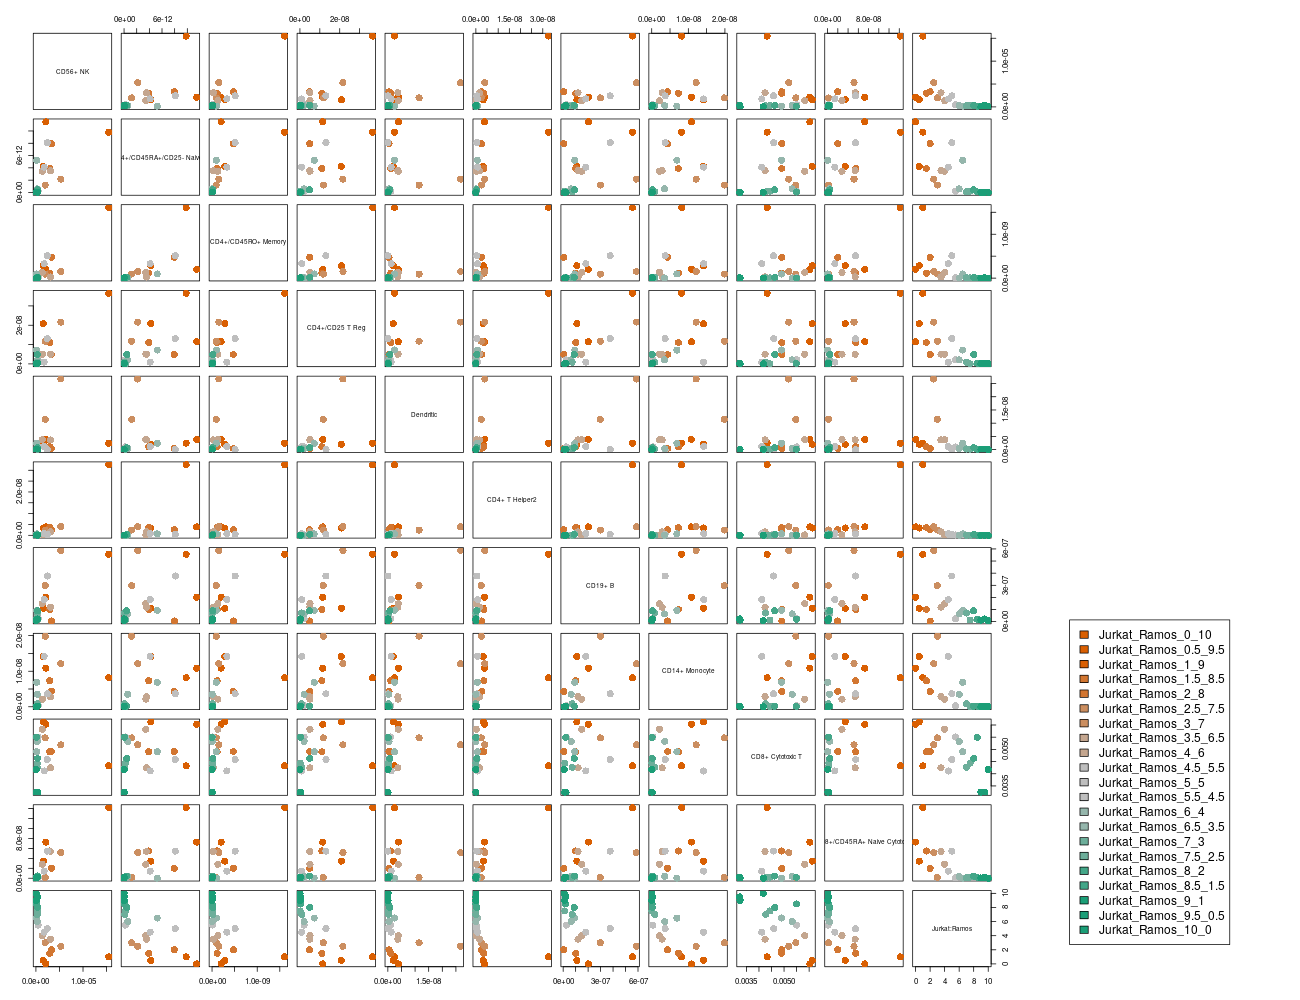 0e+00 6e-12 0e+00 2e-08 0.0e+00 1.5e-08 3.0e-08 0.0e+00 1.0e-08 2.0e-08 0.0e+00 8.0e-08
CD56+ NK
0.0e+00 1.0e-05
0e+00 6e-12
4+/CD45RA+/CD25- Naiv
CD4+/CD45RO+ Memory
0.0e+00 1.0e-09
0e+00 2e-08
CD4+/CD25 T Reg
Dendritic
0.0e+00 1.5e-08
0.0e+00 2.0e-08
CD4+ T Helper2
CD19+ B
0e+00 3e-07 6e-07
0.0e+00 1.0e-08 2.0e-08
CD14+ Monocyte
CD8+ Cytotoxic T
0.0035 0.0050
0.0e+00 8.0e-08
8+/CD45RA+ Naive Cytoto
Jurkat:Ramos
0 2 4 6 8 10
0.0e+00 1.0e-05 0.0e+00 1.0e-09 0.0e+00 1.5e-08 0e+00 3e-07 6e-07 0.0035 0.0050 0 2 4 6 8 10
Jurkat_Ramos_0_10
Jurkat_Ramos_0.5_9.5
Jurkat_Ramos_1_9
Jurkat_Ramos_1.5_8.5
Jurkat_Ramos_2_8
Jurkat_Ramos_2.5_7.5
Jurkat_Ramos_3_7
Jurkat_Ramos_3.5_6.5
Jurkat_Ramos_4_6
Jurkat_Ramos_4.5_5.5
Jurkat_Ramos_5_5
Jurkat_Ramos_5.5_4.5
Jurkat_Ramos_6_4
Jurkat_Ramos_6.5_3.5
Jurkat_Ramos_7_3
Jurkat_Ramos_7.5_2.5
Jurkat_Ramos_8_2
Jurkat_Ramos_8.5_1.5
Jurkat_Ramos_9_1
Jurkat_Ramos_9.5_0.5
Jurkat_Ramos_10_0